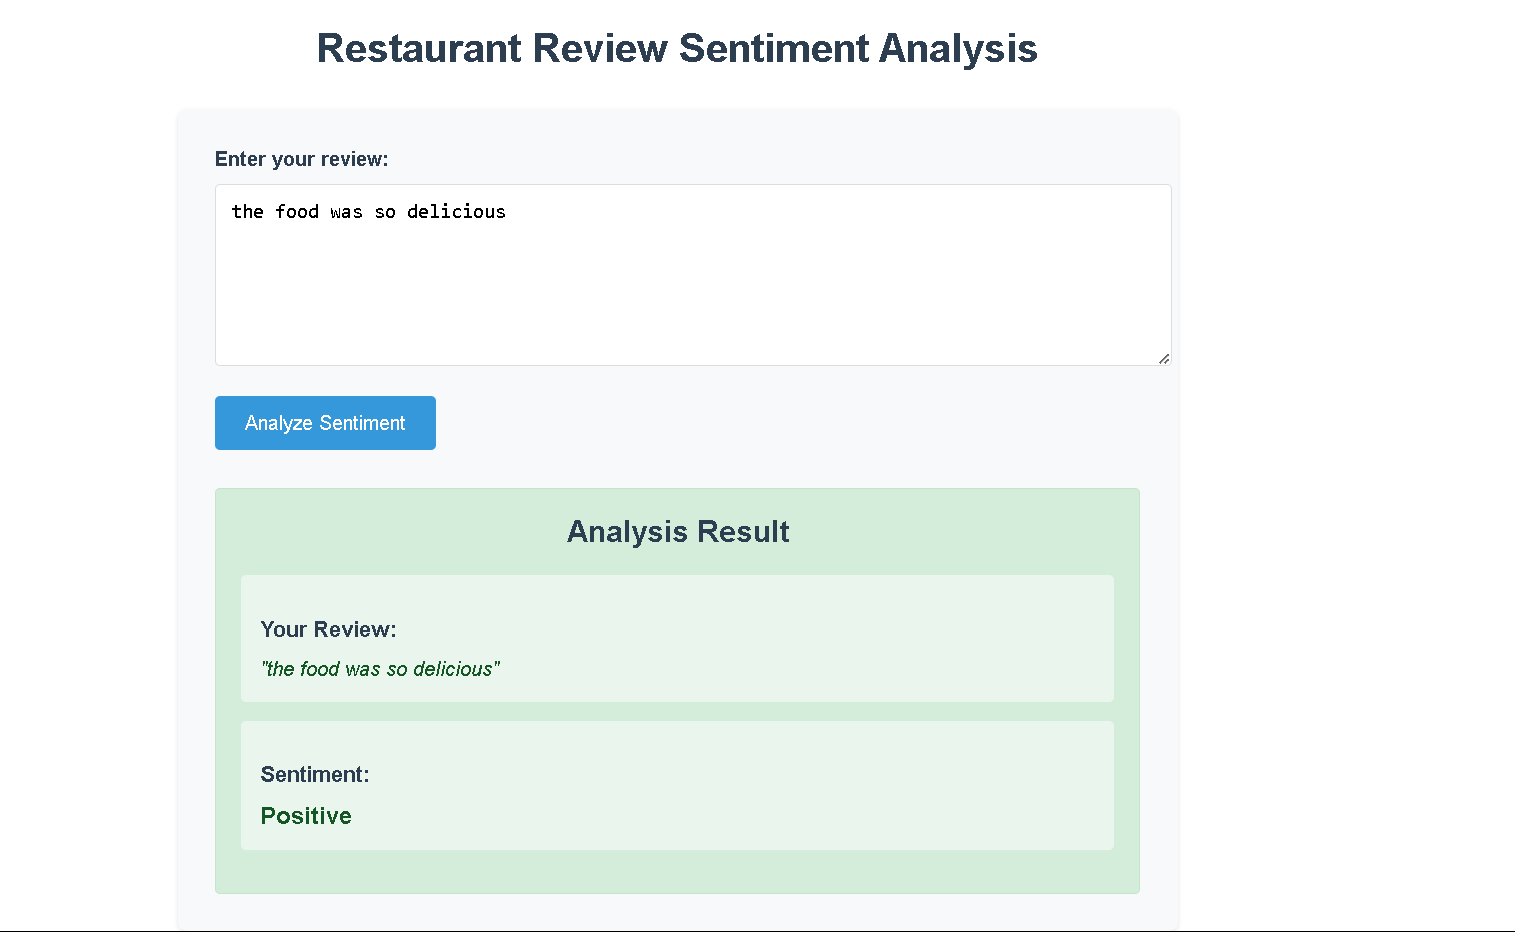 Restaurant Review Sentiment Analysis
Enter your review:
the food was so delicious
Analyze Sentiment
Analysis Result
Your Review:
"the food was so delicious"
Sentiment:
Positive